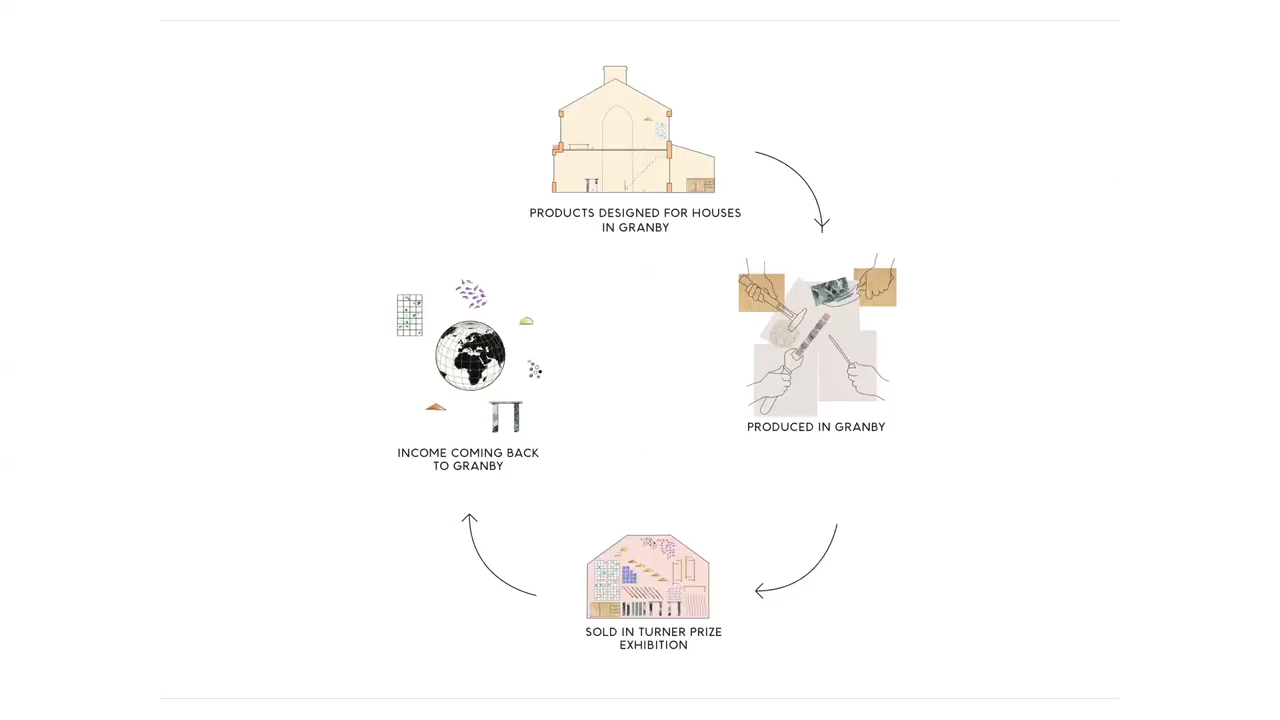 PRODUCTS DESIGNED FOR HOUSES
IN GRANBY
PRODUCED IN GRANBY
SOLD IN TURNER PRIZE
EXHIBITION
INCOME COMING BACK
TO GRANBY